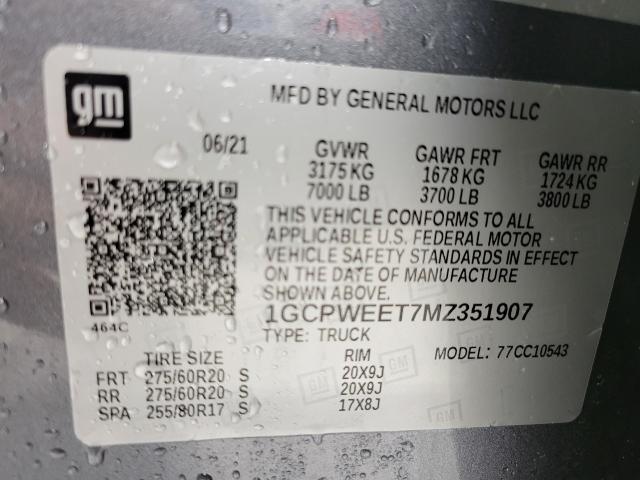 gm
MFD BY GENERAL MOTORS LLC
06/21 GVWR GAWR FRT GAWR RR
3175 KG 1678 KG 1724 KG
7000 LB 3700 LB 3800 LB
THIS VEHICLE CONFORMS TO ALL
APPLICABLE U.S. FEDERAL MOTOR
VEHICLE SAFETY STANDARDS IN EFFECT
ON THE DATE OF MANUFACTURE
SHOWN ABOVE.
464C
1GCPWEET7MZ351907
TYPE: TRUCK
MODEL: 77CC10543
TIRE SIZE RIM
FRT 275/60R20 S 20X9J
RR 275/60R20 S 20X9J
SPA 255/80R17 S 17X8J